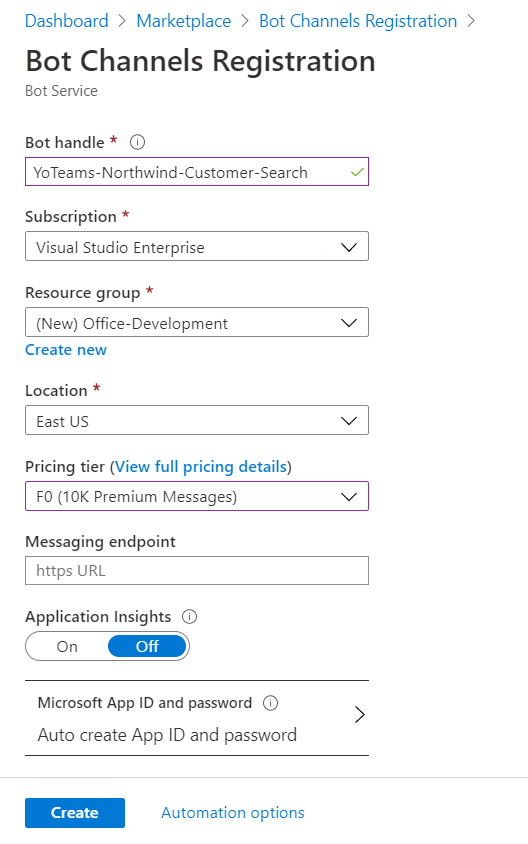 Dashboard > Marketplace > Bot Channels Registration >
Bot Channels Registration
Bot Service
Bot handle *
YoTeams-Northwind-Customer-Search
Subscription *
Visual Studio Enterprise
Resource group *
(New) Office-Development
Create new
Location *
East US
Pricing tier (View full pricing details)
F0 (10K Premium Messages)
Messaging endpoint
https URL
Application Insights
On Off
Microsoft App ID and password
Auto create App ID and password
Create Automation options